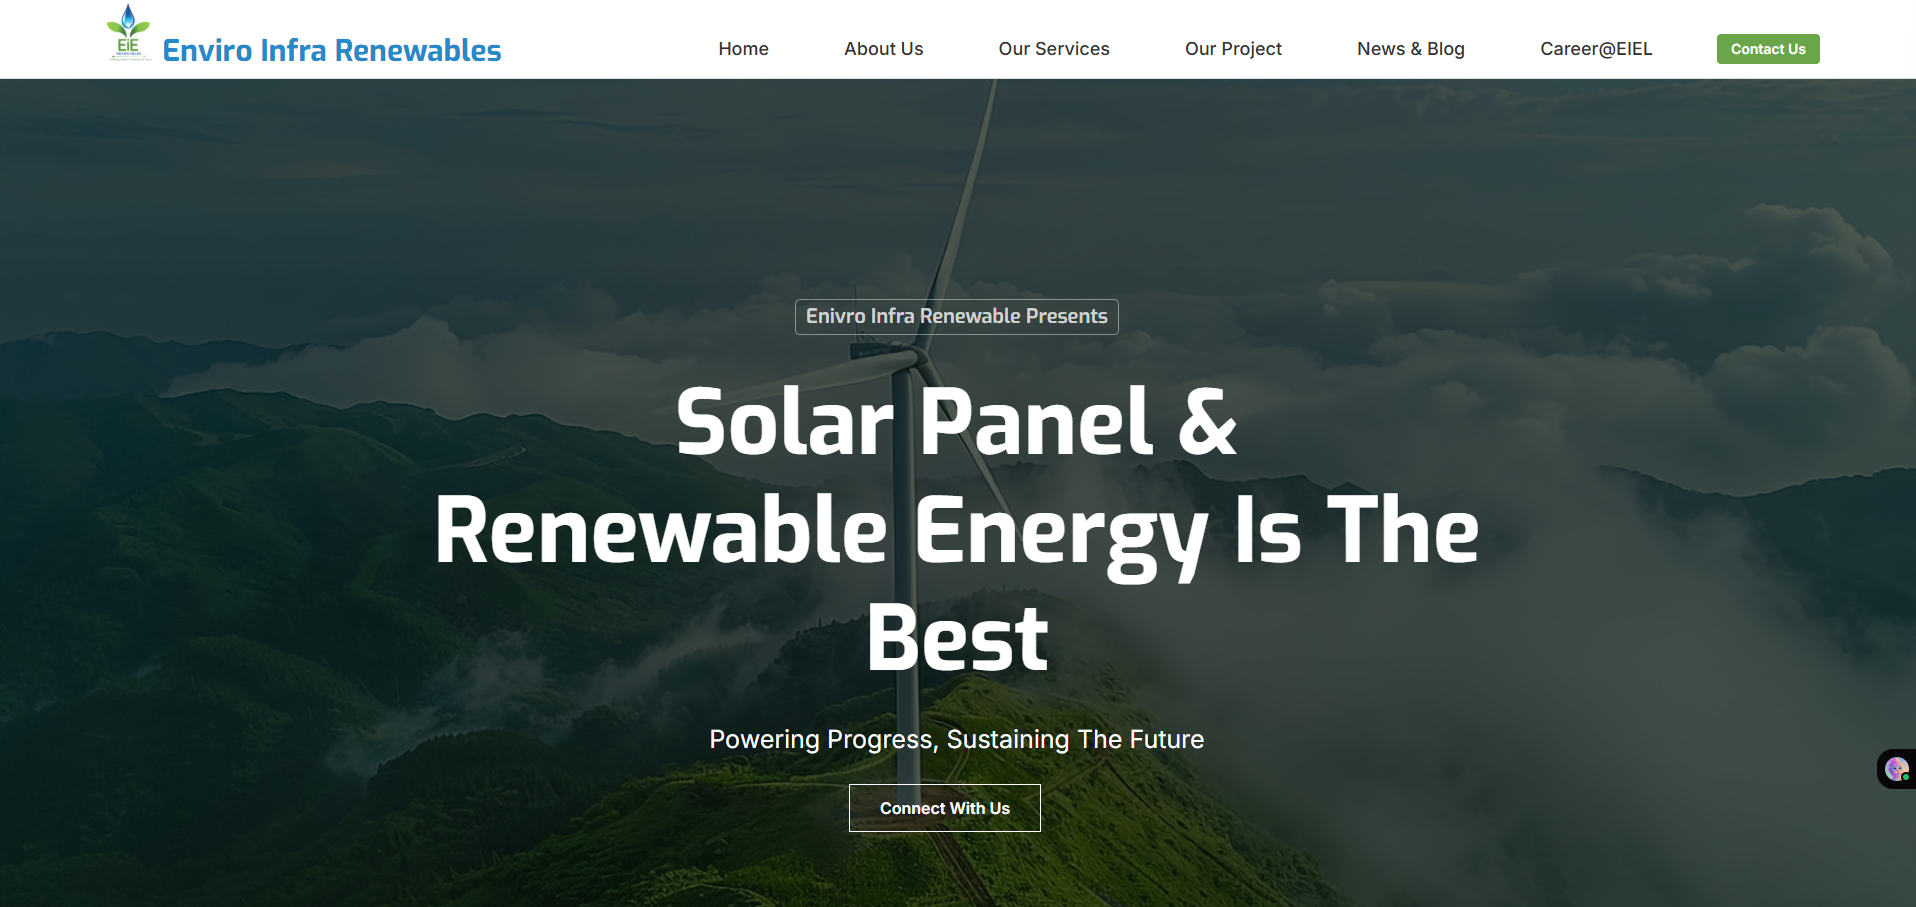 EiE
RENEWABLES
Enviro Infra Renewables
Home
About Us
Our Services
Our Project
News & Blog
Career@EIEL
Contact Us
Enivro Infra Renewable Presents
Solar Panel &
Renewable Energy Is The
Best
Powering Progress, Sustaining The Future
Connect With Us